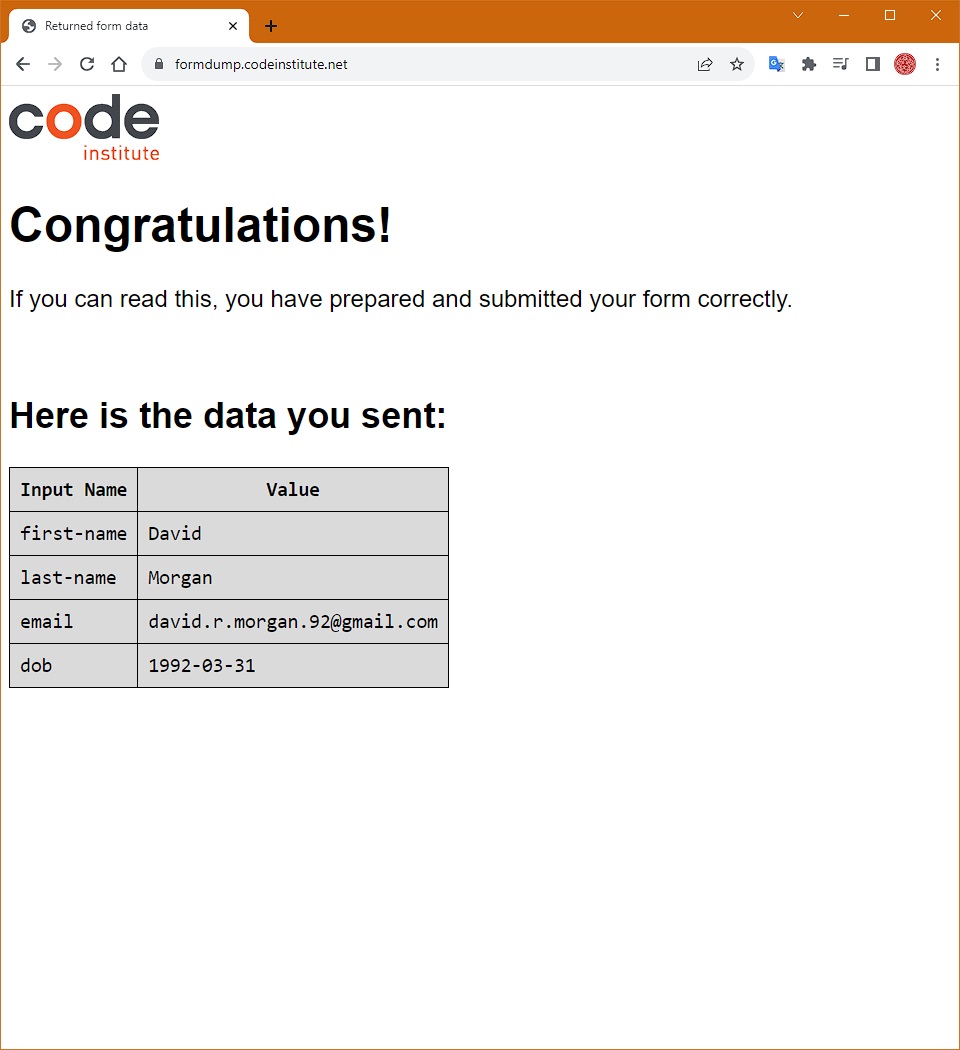 Returned form data
formdump.codeinstitute.net
code
institute
Congratulations!
If you can read this, you have prepared and submitted your form correctly.
Here is the data you sent:
Input Name Value
first-name David
last-name Morgan
email david.r.morgan.92@gmail.com
dob 1992-03-31